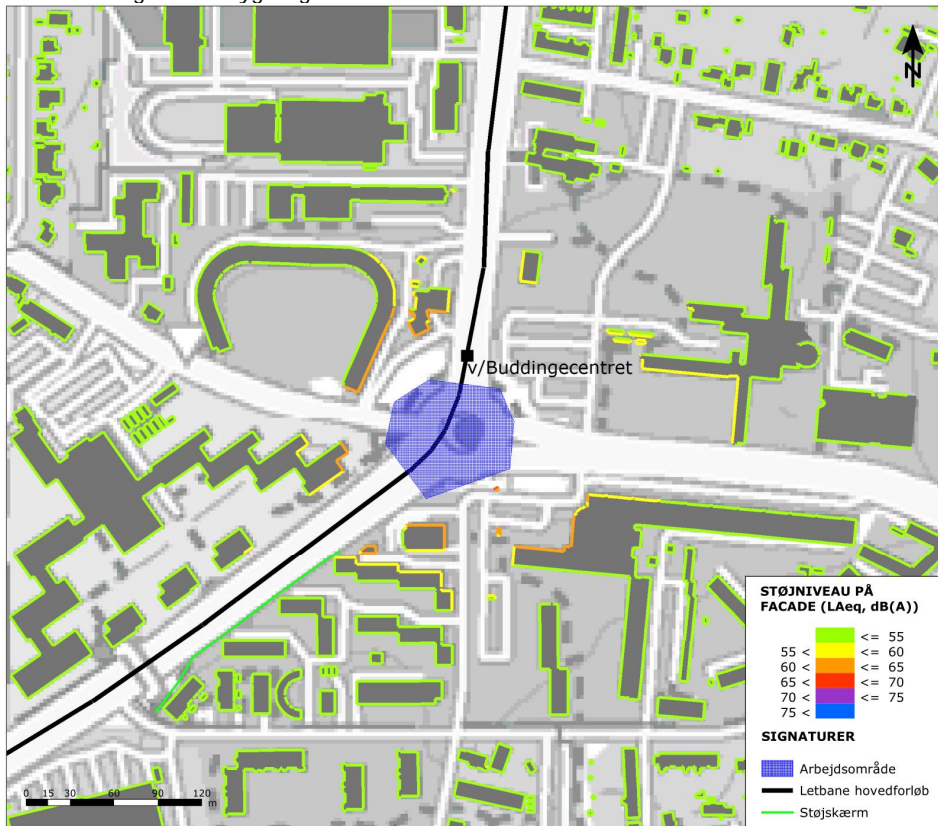 N
v/Buddingecentret
STØJNIVEAU PÅ
FACADE (LAeq, dB(A))
<= 55
55 < <= 60
60 < <= 65
65 < <= 70
70 < <= 75
75 <
SIGNATURER
Arbejdsområde
Letbane hovedforløb
Støjskærm
0 15 30 60 90 120
m